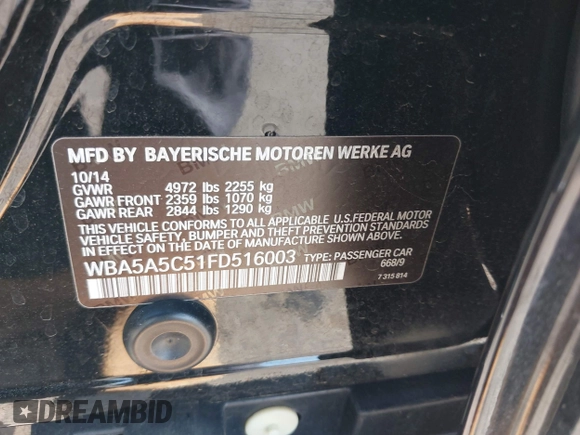 MFD BY BAYERISCHE MOTOREN WERKE AG
10/14
GVWR 4972 lbs 2255 kg
GAWR FRONT 2359 lbs 1070 kg
GAWR REAR 2844 lbs 1290 kg
THIS VEHICLE CONFORMS TO ALL APPLICABLE U.S.FEDERAL MOTOR
VEHICLE SAFETY, BUMPER AND THEFT PREVENTION STANDARDS
IN EFFECT ON THE DATE OF MANUFACTURE SHOWN ABOVE.
WBA5A5C51FD516003 TYPE: PASSENGER CAR
668/9
7 315 814
DREAMBID